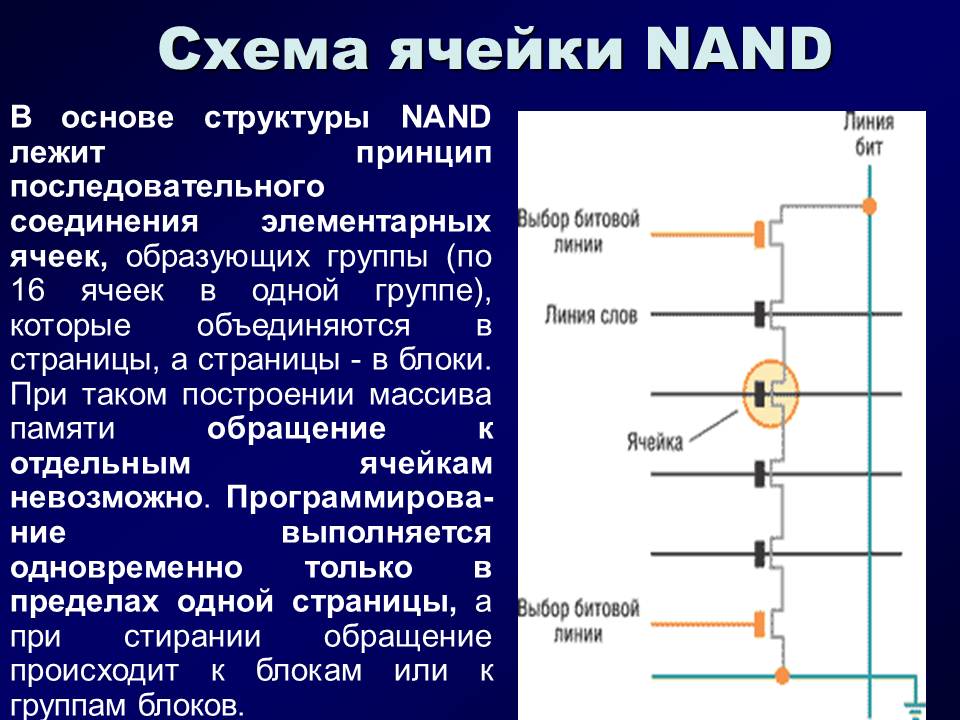 Схема ячейки NAND
В основе структуры NAND
лежит принцип
последовательного
соединения элементарных
ячеек, образующих группы (по
16 ячеек в одной группе),
которые объединяются в
страницы, а страницы - в блоки.
При таком построении массива
памяти обращение к
отдельным ячейкам
невозможно. Программирова-
ние выполняется
одновременно только в
пределах одной страницы, а
при стирании обращение
происходит к блокам или к
группам блоков.
Линия
бит
Выбор битовой
линии
Линия слов
Ячейка
Выбор битовой
линии